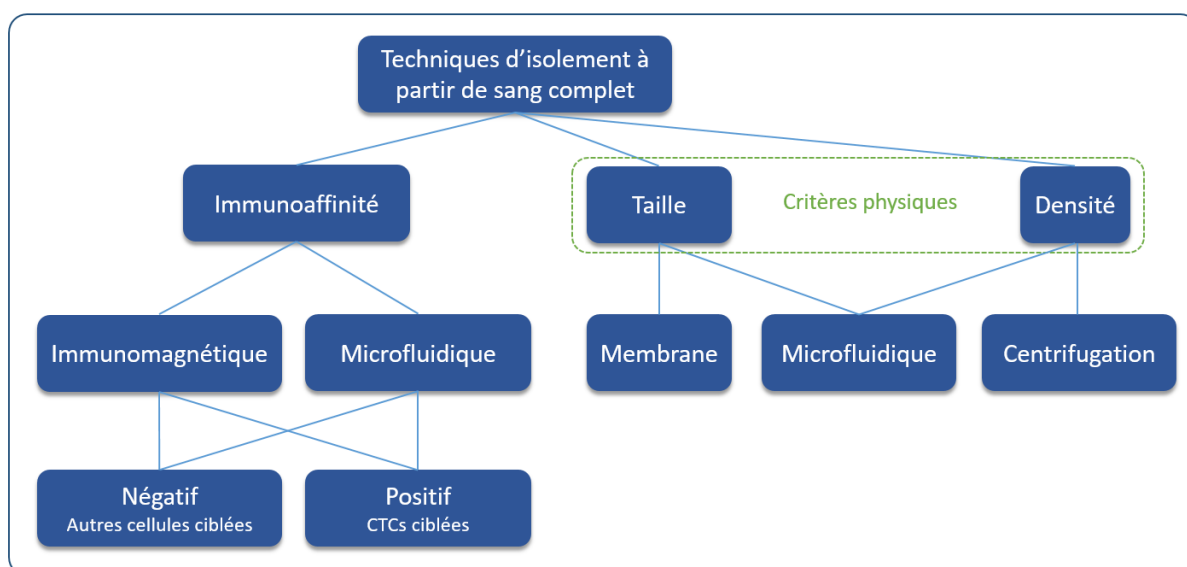 Techniques d’isolement à
partir de sang complet
Immunoaffinité
Taille
Critères physiques
Densité
Immunomagnétique
Microfluidique
Membrane
Microfluidique
Centrifugation
Négatif
Autres cellules ciblées
Positif
CTCs ciblées